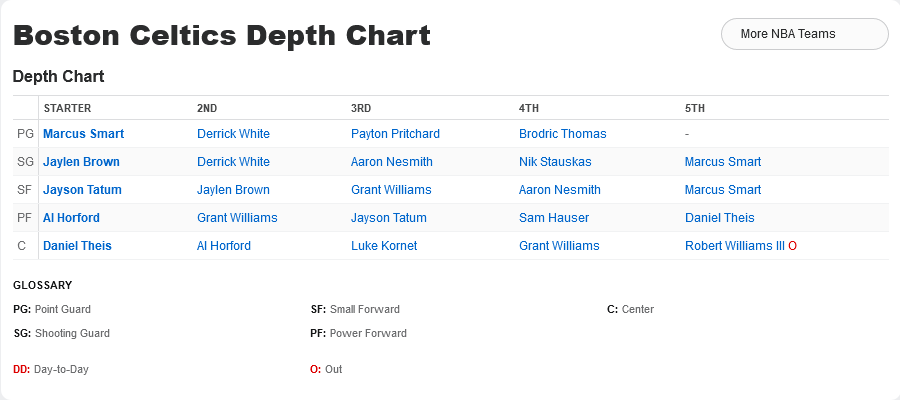 Boston Celtics Depth Chart
More NBA Teams
Depth Chart
STARTER 2ND 3RD 4TH 5TH
PG Marcus Smart Derrick White Payton Pritchard Brodric Thomas -
SG Jaylen Brown Derrick White Aaron Nesmith Nik Stauskas Marcus Smart
SF Jayson Tatum Jaylen Brown Grant Williams Aaron Nesmith Marcus Smart
PF Al Horford Grant Williams Jayson Tatum Sam Hauser Daniel Theis
C Daniel Theis Al Horford Luke Kornet Grant Williams Robert Williams III O
GLOSSARY
PG: Point Guard SF: Small Forward C: Center
SG: Shooting Guard PF: Power Forward
DD: Day-to-Day O: Out